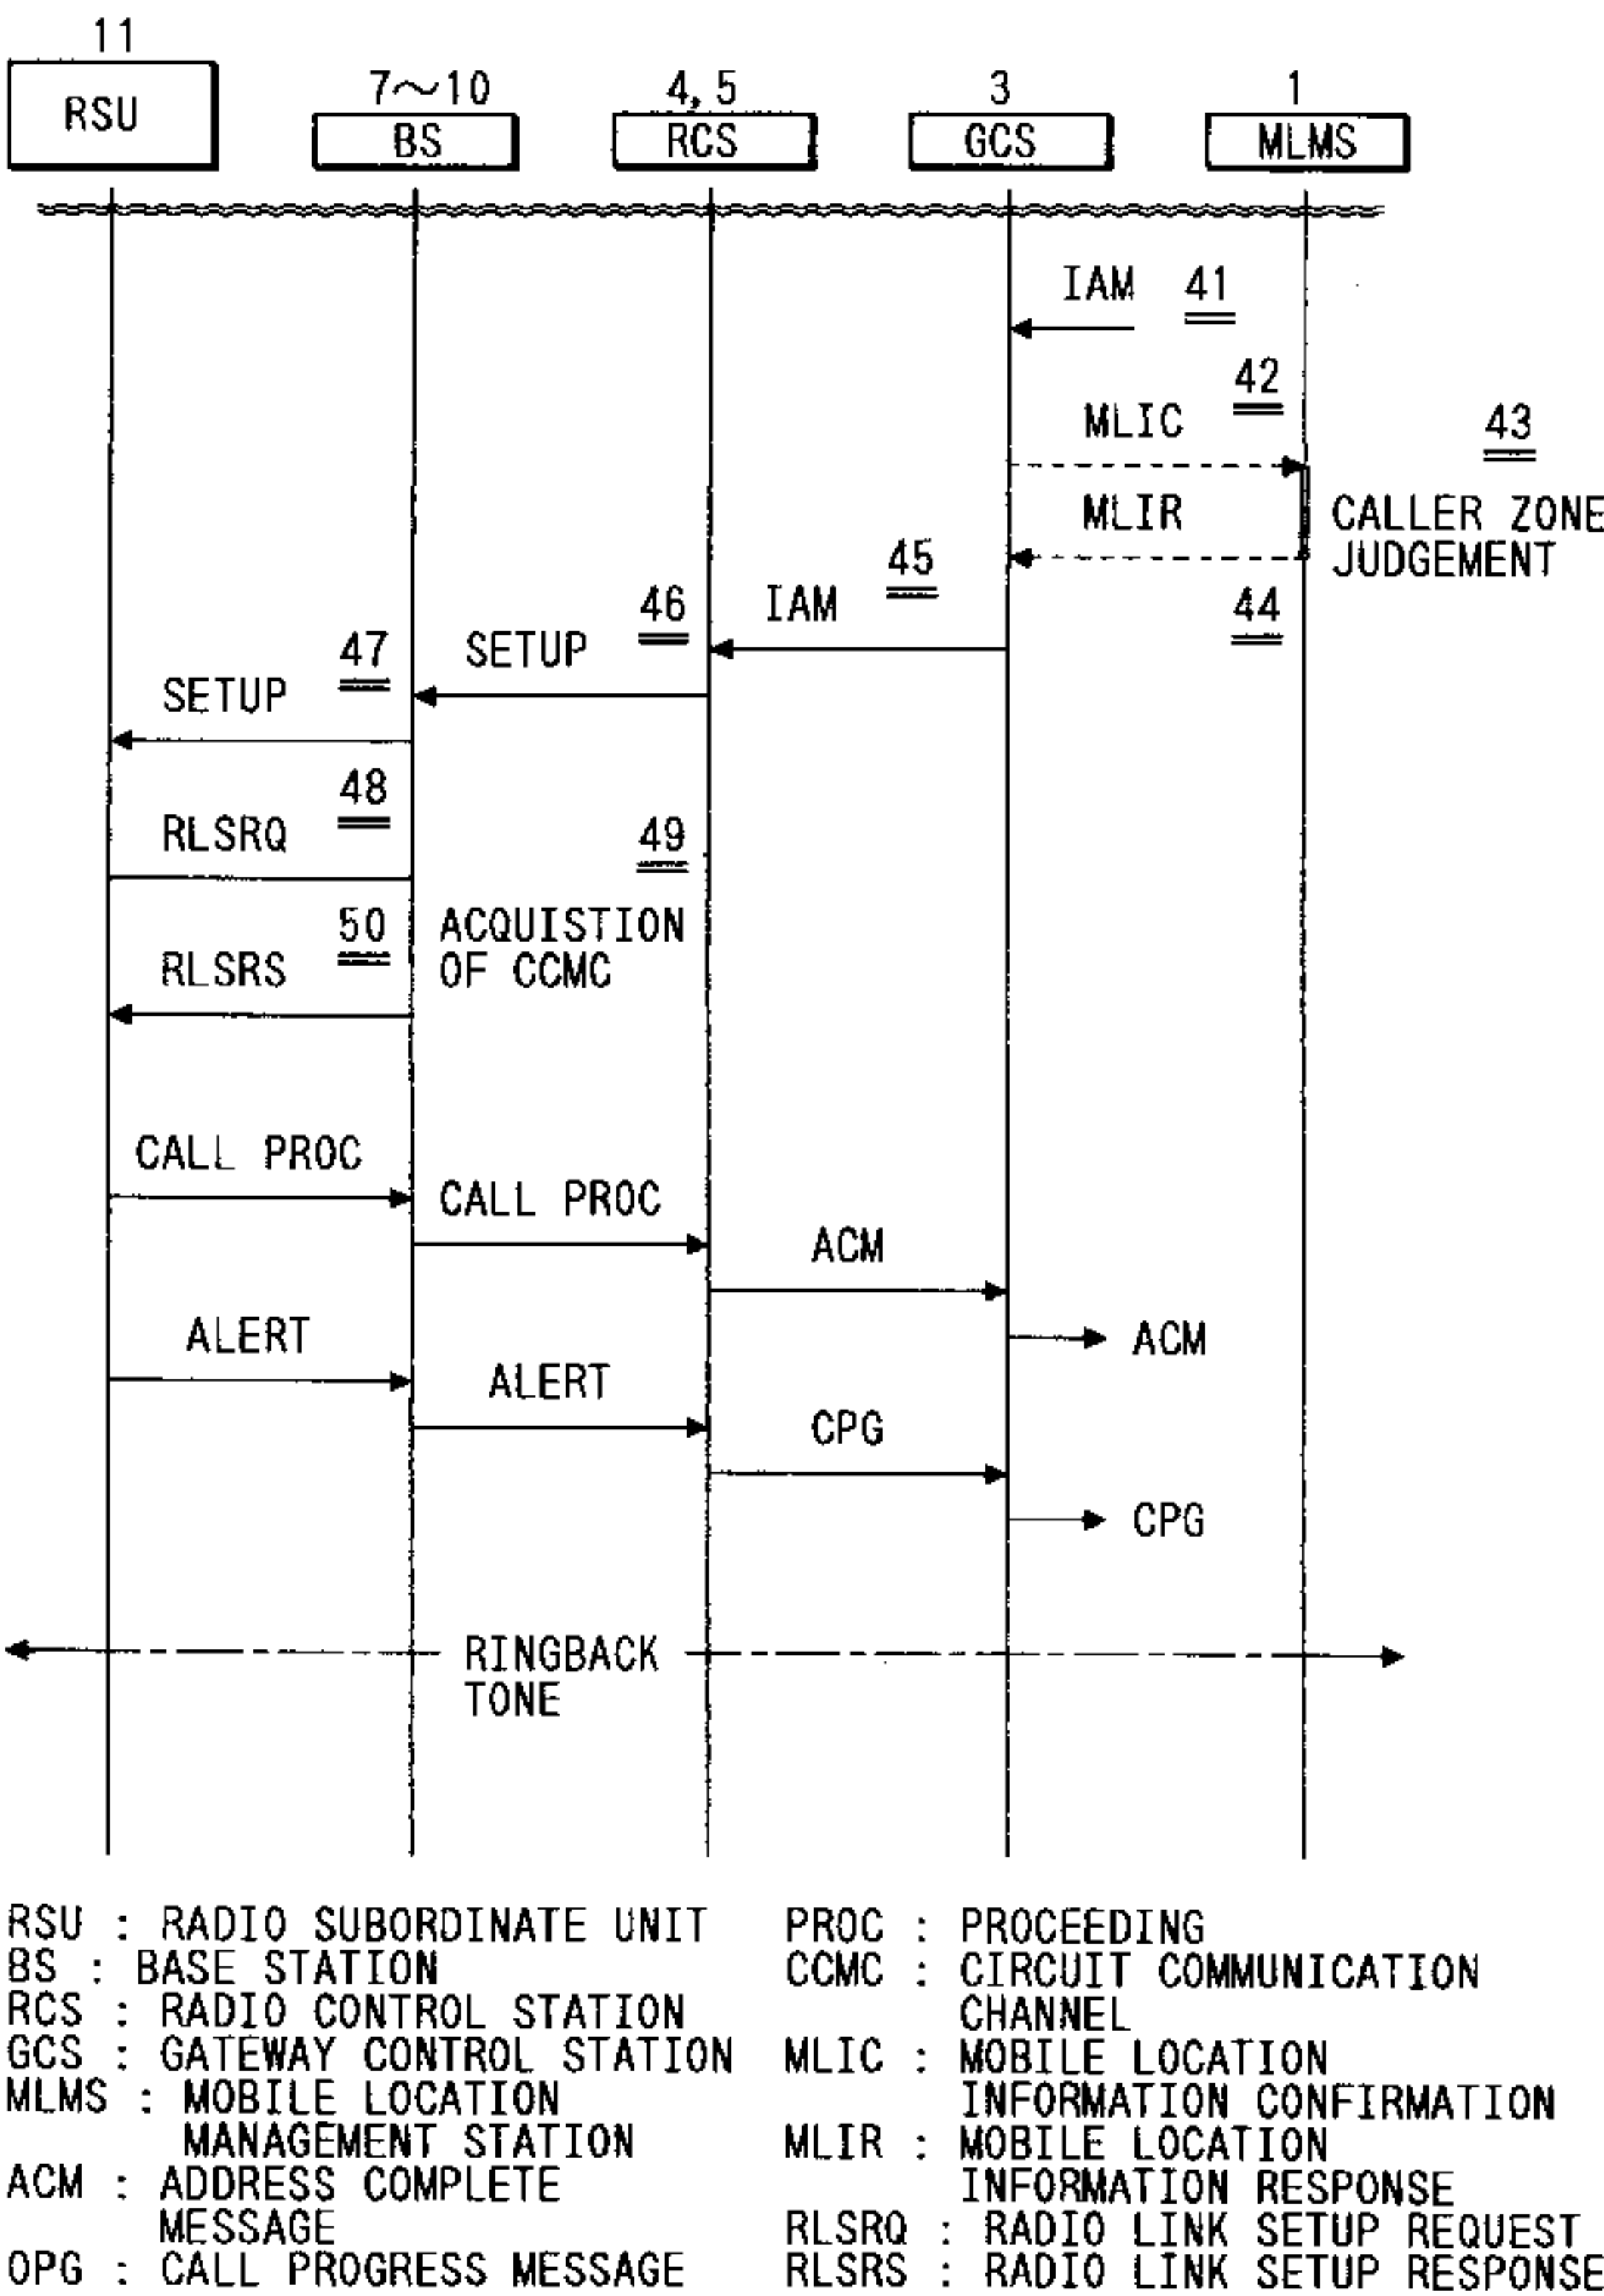 11
7~10
4,5
3
1
RSU
BS
RCS
GCS
MLMS
IAM
41
42
MLIC
43
MLIR
CALLER ZONE
JUDGEMENT
44
45
IAM
46
SETUP
47
SETUP
48
RLSRQ
49
50
ACQUISTION
OF CCMC
RLSRS
CALL PROC
CALL PROC
ACM
ACM
ALERT
ALERT
CPG
CPG
RINGBACK
TONE
RSU : RADIO SUBORDINATE UNIT
BS : BASE STATION
RCS : RADIO CONTROL STATION
GCS : GATEWAY CONTROL STATION
MLMS : MOBILE LOCATION
MANAGEMENT STATION
ACM : ADDRESS COMPLETE
MESSAGE
OPG : CALL PROGRESS MESSAGE
PROC : PROCEEDING
CCMC : CIRCUIT COMMUNICATION
CHANNEL
MLIC : MOBILE LOCATION
INFORMATION CONFIRMATION
MLIR : MOBILE LOCATION
INFORMATION RESPONSE
RLSRQ : RADIO LINK SETUP REQUEST
RLSRS : RADIO LINK SETUP RESPONSE